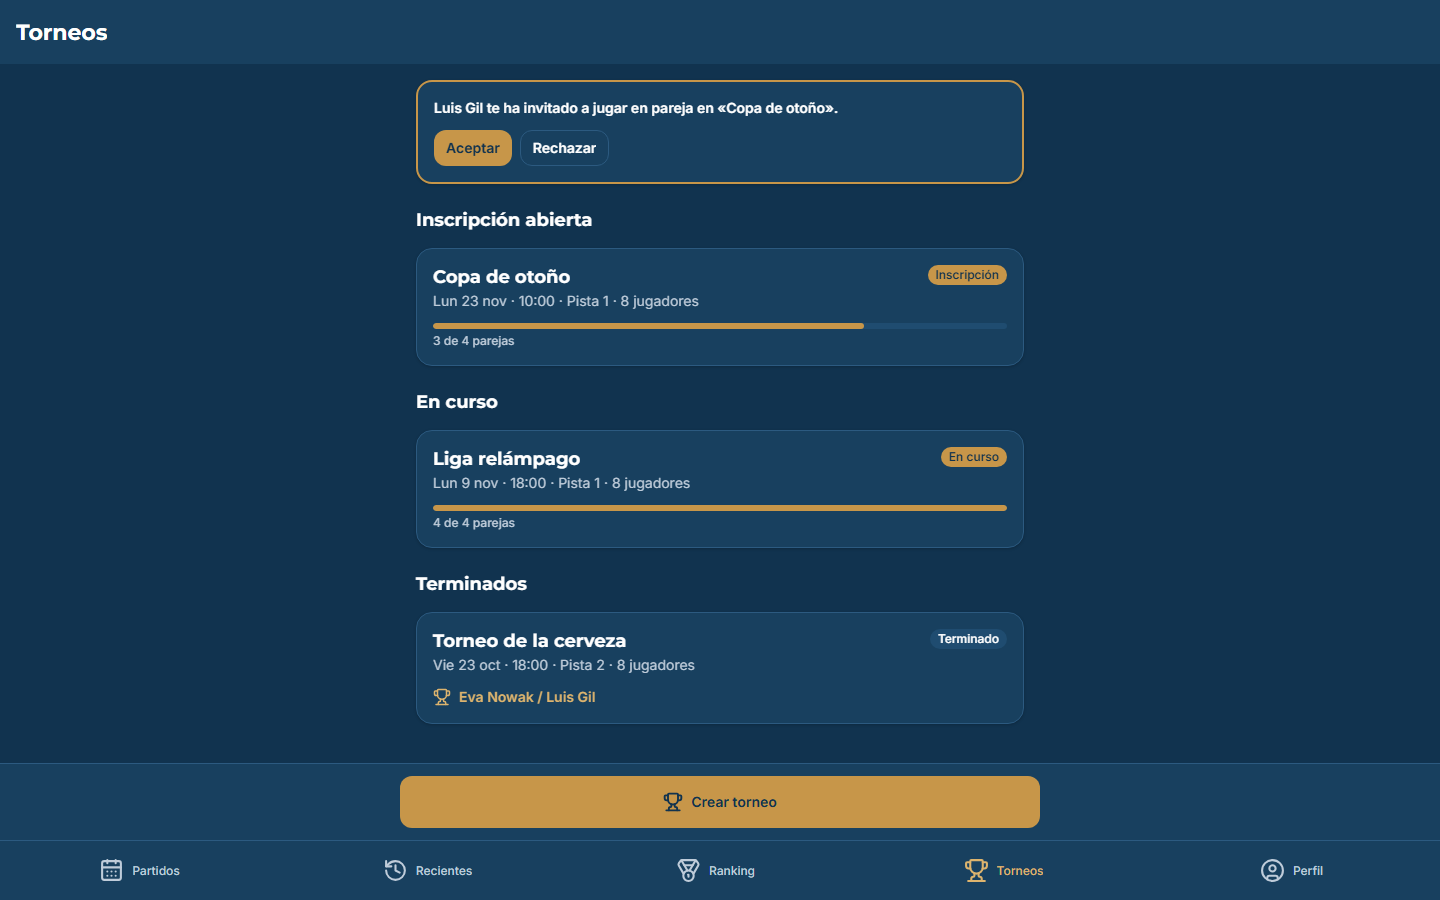 Torneos
Luis Gil te ha invitado a jugar en pareja en «Copa de otoño».
Aceptar
Rechazar
Inscripción abierta
Copa de otoño
Inscripción
Lun 23 nov · 10:00 · Pista 1 · 8 jugadores
3 de 4 parejas
En curso
Liga relámpago
En curso
Lun 9 nov · 18:00 · Pista 1 · 8 jugadores
4 de 4 parejas
Terminados
Torneo de la cerveza
Terminado
Vie 23 oct · 18:00 · Pista 2 · 8 jugadores
Eva Nowak / Luis Gil
Crear torneo
Partidos
Recientes
Ranking
Torneos
Perfil